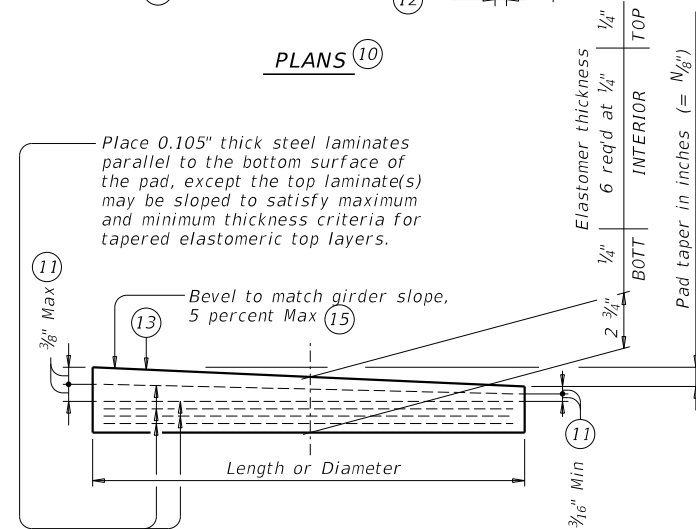 12
PLANS 10
Place 0.105" thick steel laminates
parallel to the bottom surface of
the pad, except the top laminate(s)
may be sloped to satisfy maximum
and minimum thickness criteria for
tapered elastomeric top layers.
Elastomer thickness
6 req'd at 1/4"
1/4"
TOP
INTERIOR
1/4"
BOTT
Pad taper in inches (= N/8")
2 3/4"
11
3/8" Max
13
Bevel to match girder slope,
5 percent Max 15
11
3/16" Min
Length or Diameter